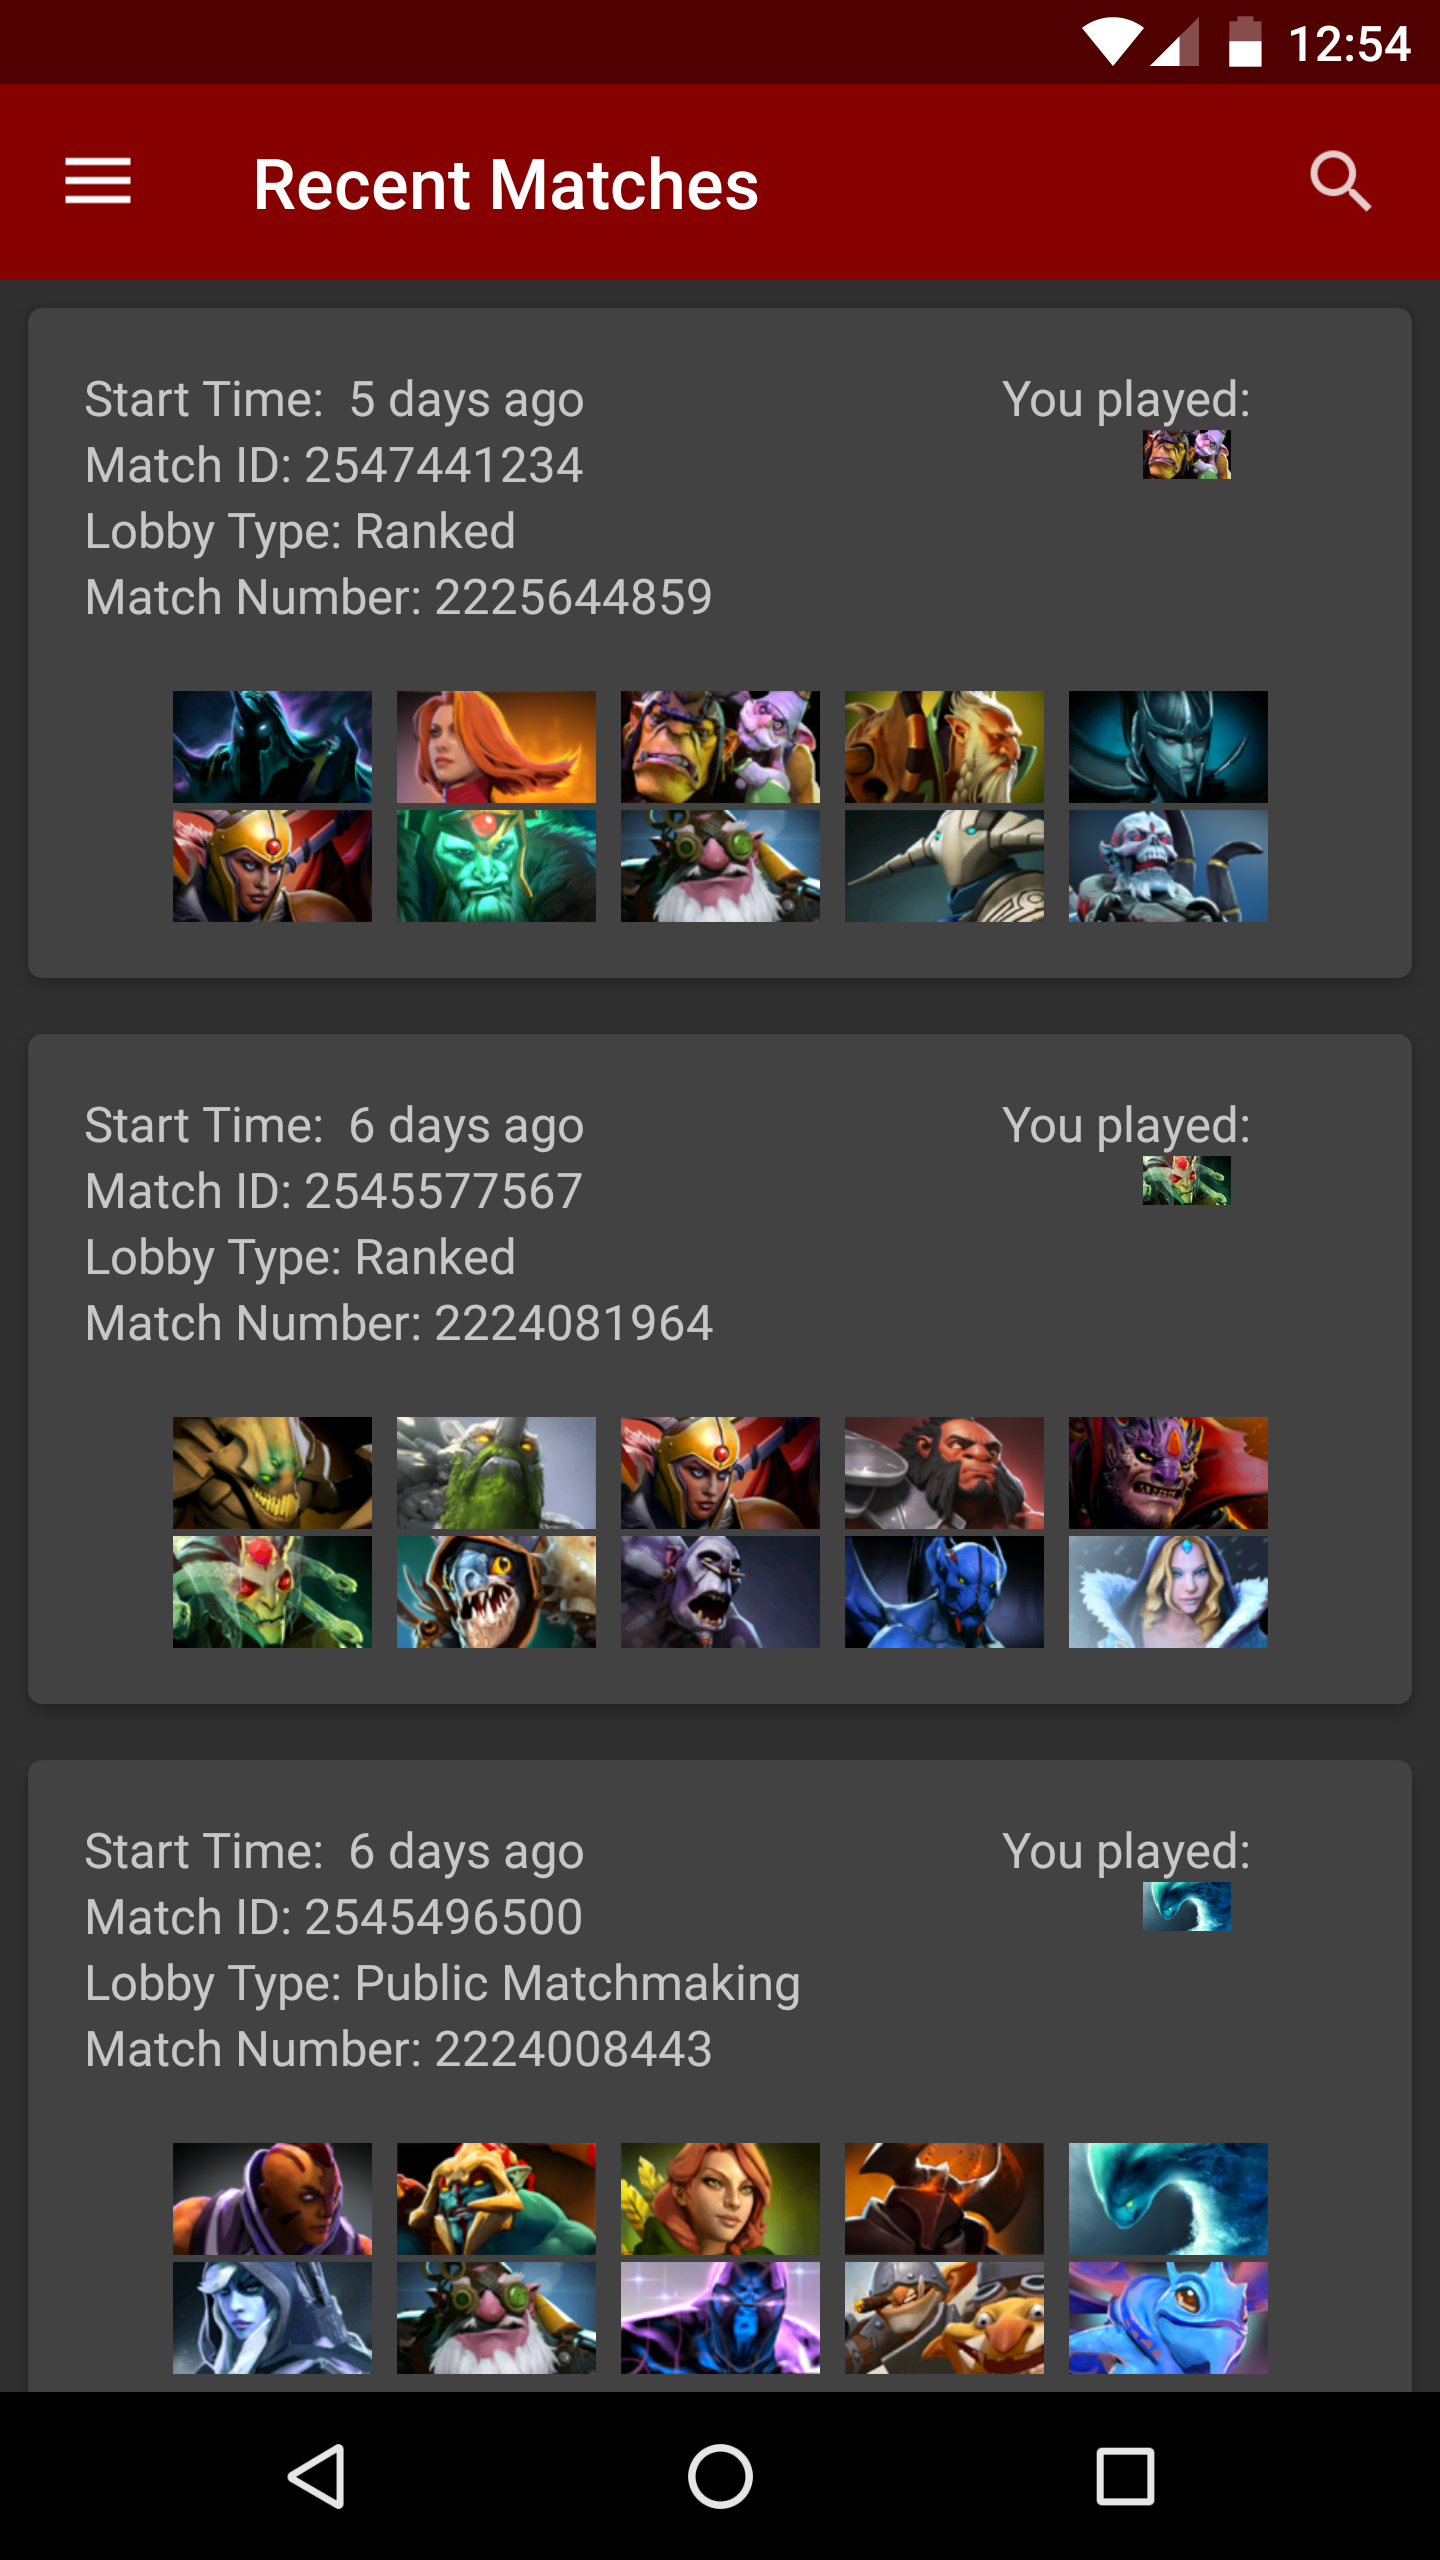 12:54
Recent Matches
Start Time:  5 days ago
You played:
Match ID: 2547441234
Lobby Type: Ranked
Match Number: 2225644859
Start Time:  6 days ago
You played:
Match ID: 2545577567
Lobby Type: Ranked
Match Number: 2224081964
Start Time:  6 days ago
You played:
Match ID: 2545496500
Lobby Type: Public Matchmaking
Match Number: 2224008443